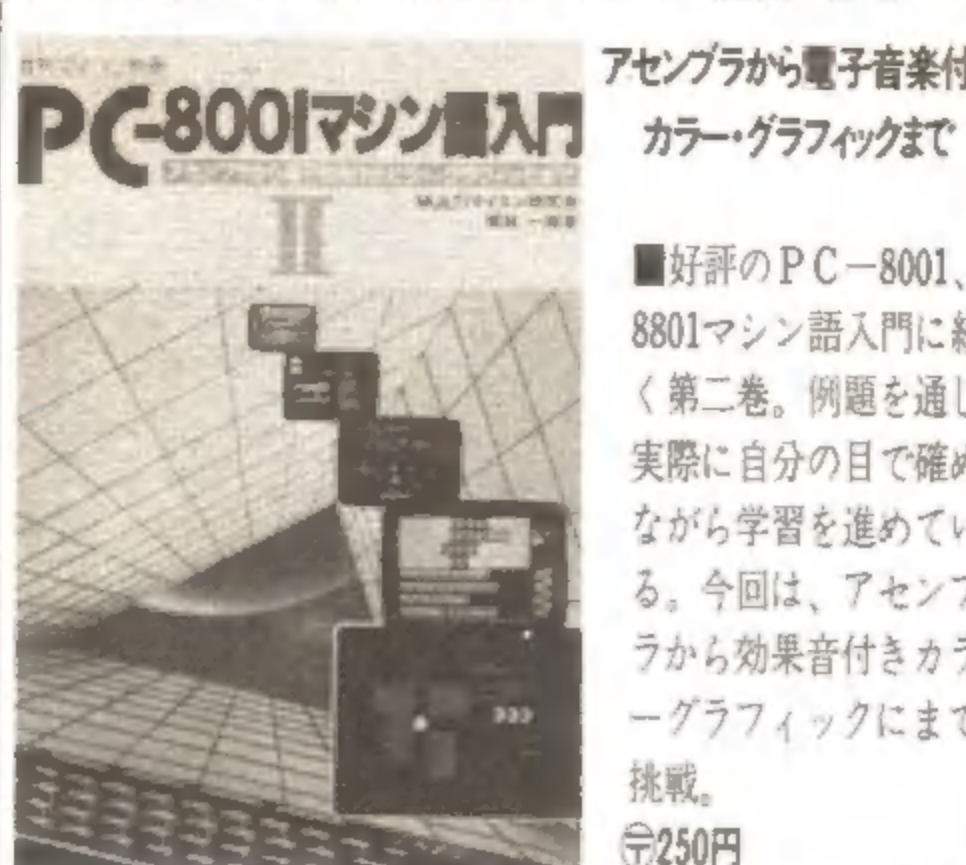 PC-8001マシン語入門
II
アセンブラから電子音楽付
カラー・グラフィックまで
■好評のPC－8001、
8801マシン語入門に続
く第二巻。例題を通し
実際に自分の目で確め
ながら学習を進めてい
る。今回は、アセンブ
ラから効果音付きカラ
ーグラフィックにまで
挑戦。
〒250円